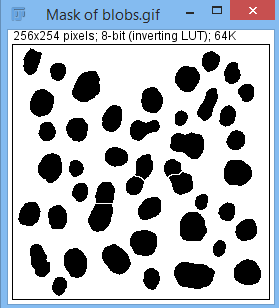 Mask of blobs.gif
256x254 pixels; 8-bit (inverting LUT); 64K